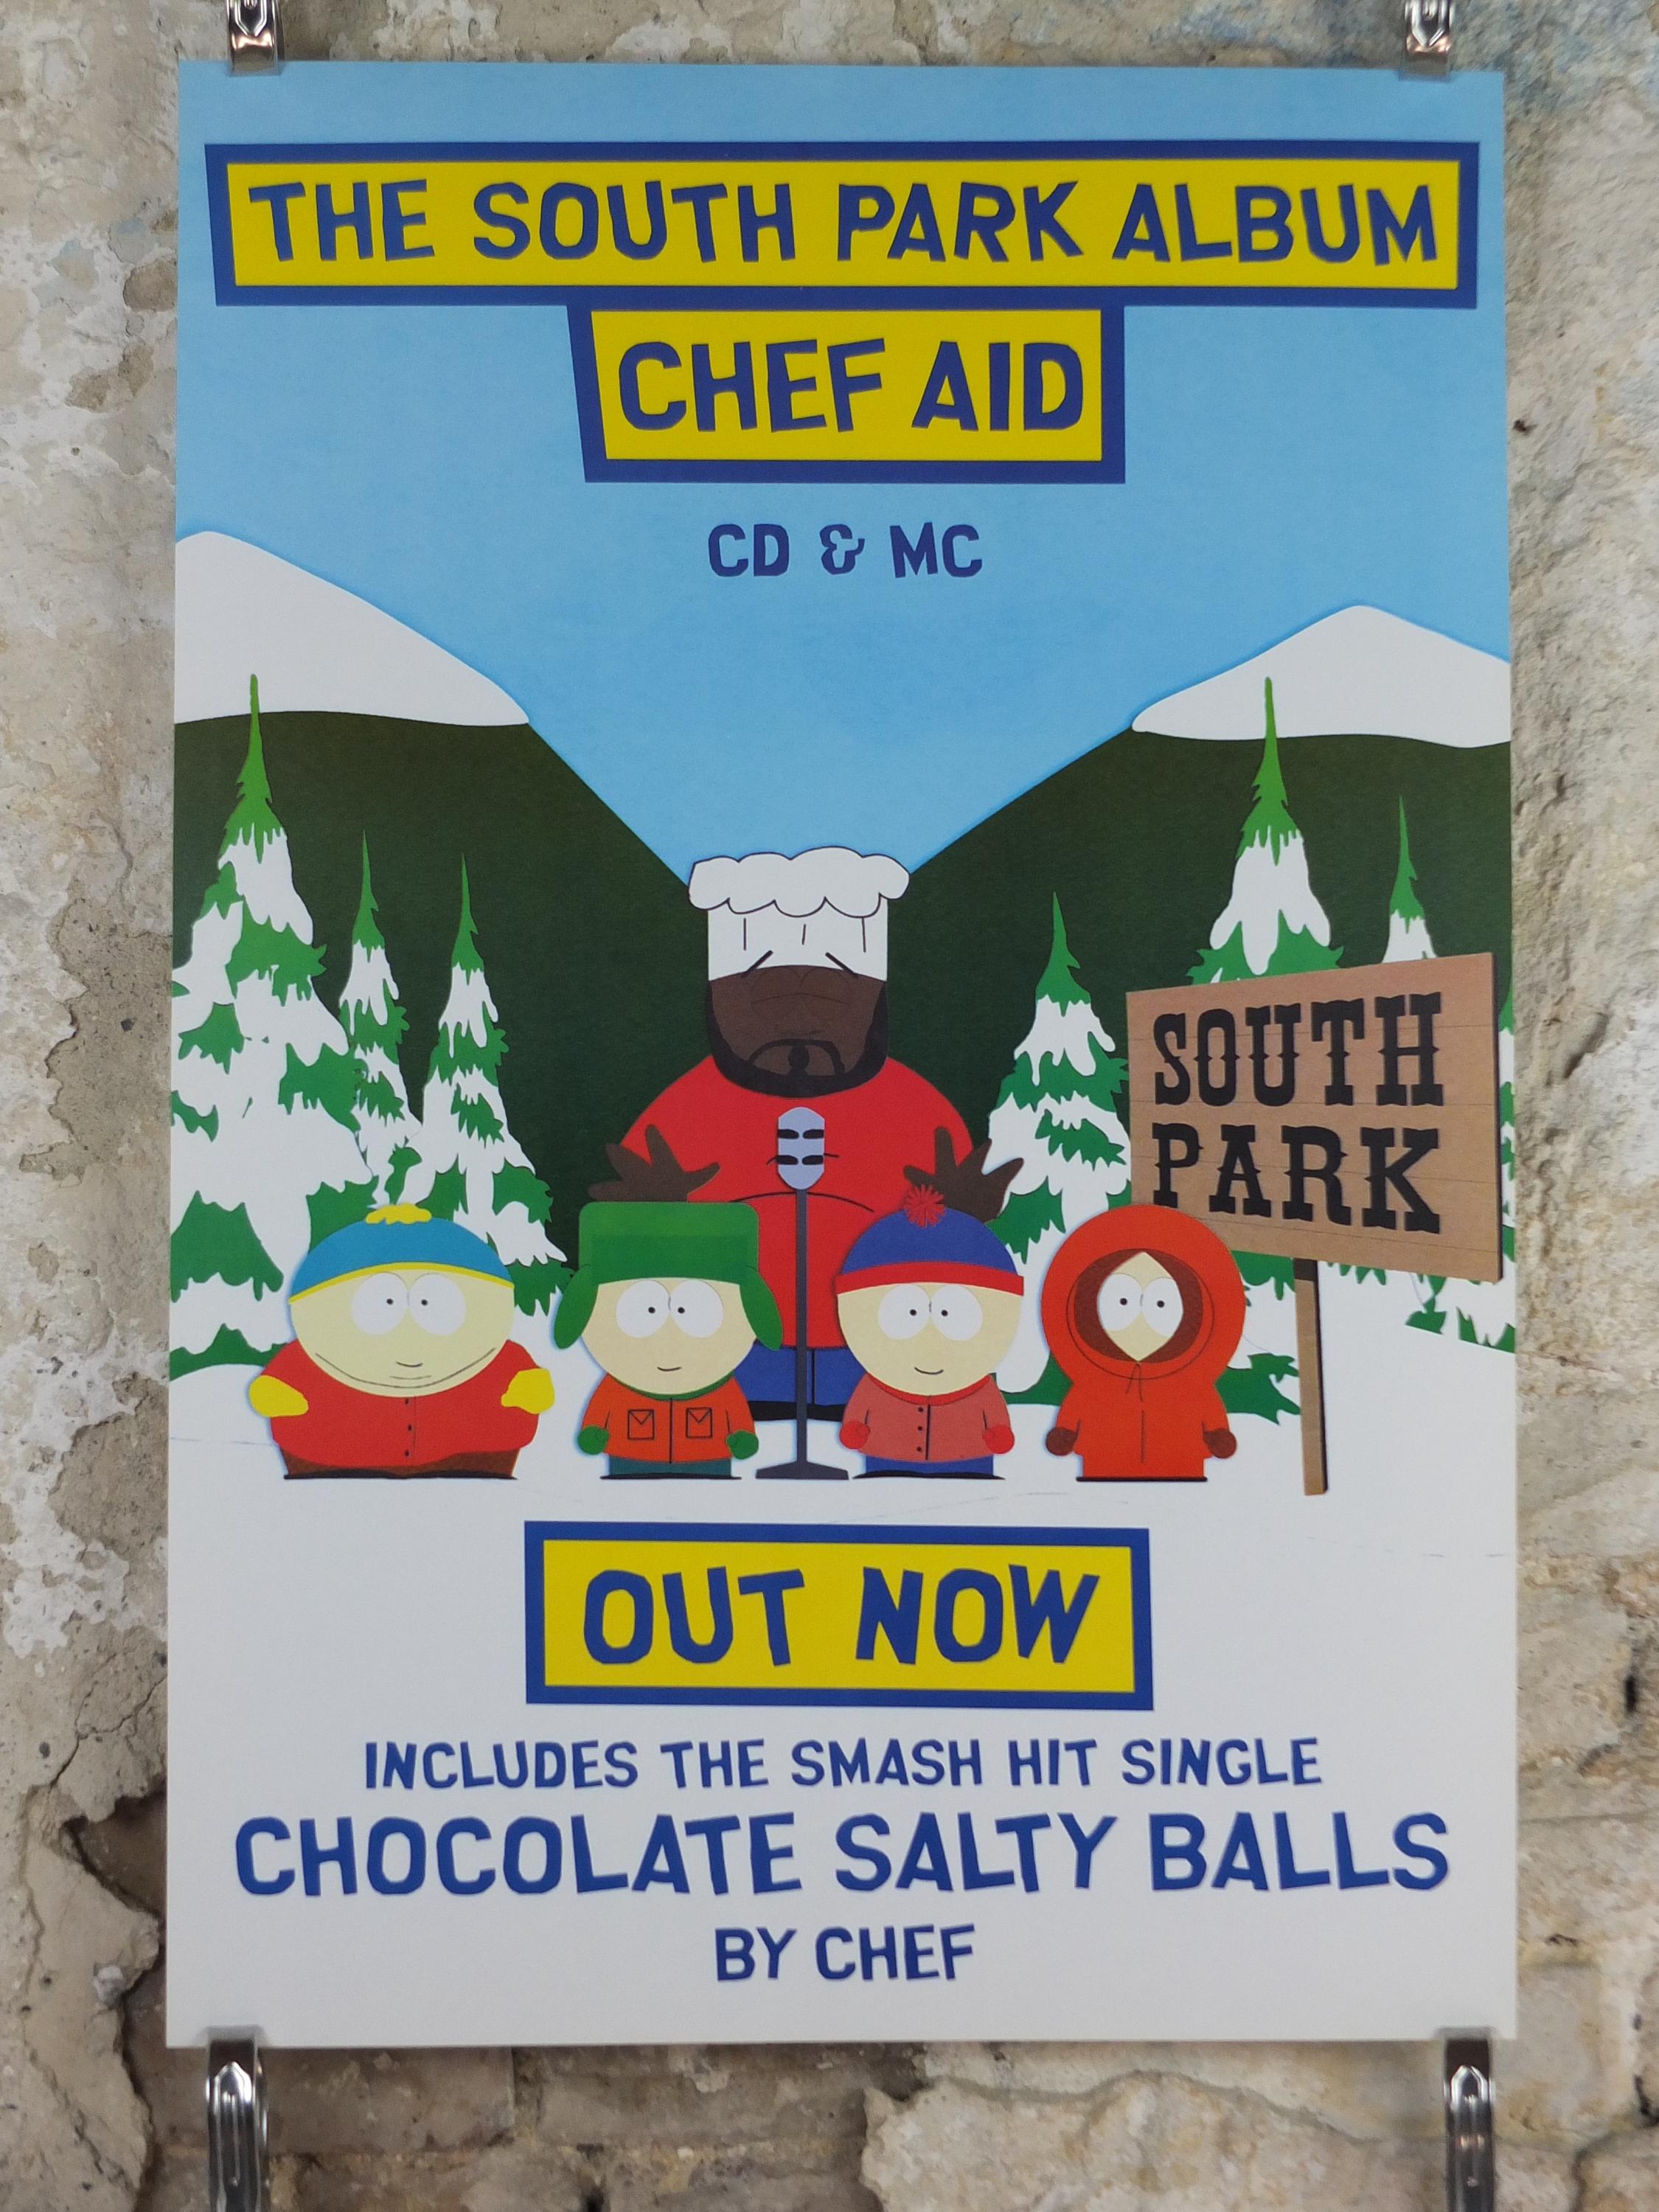 THE SOUTH PARK ALBUM
CHEF AID
CD & MC
SOUTH
PARK
OUT NOW
INCLUDES THE SMASH HIT SINGLE
CHOCOLATE SALTY BALLS
BY CHEF